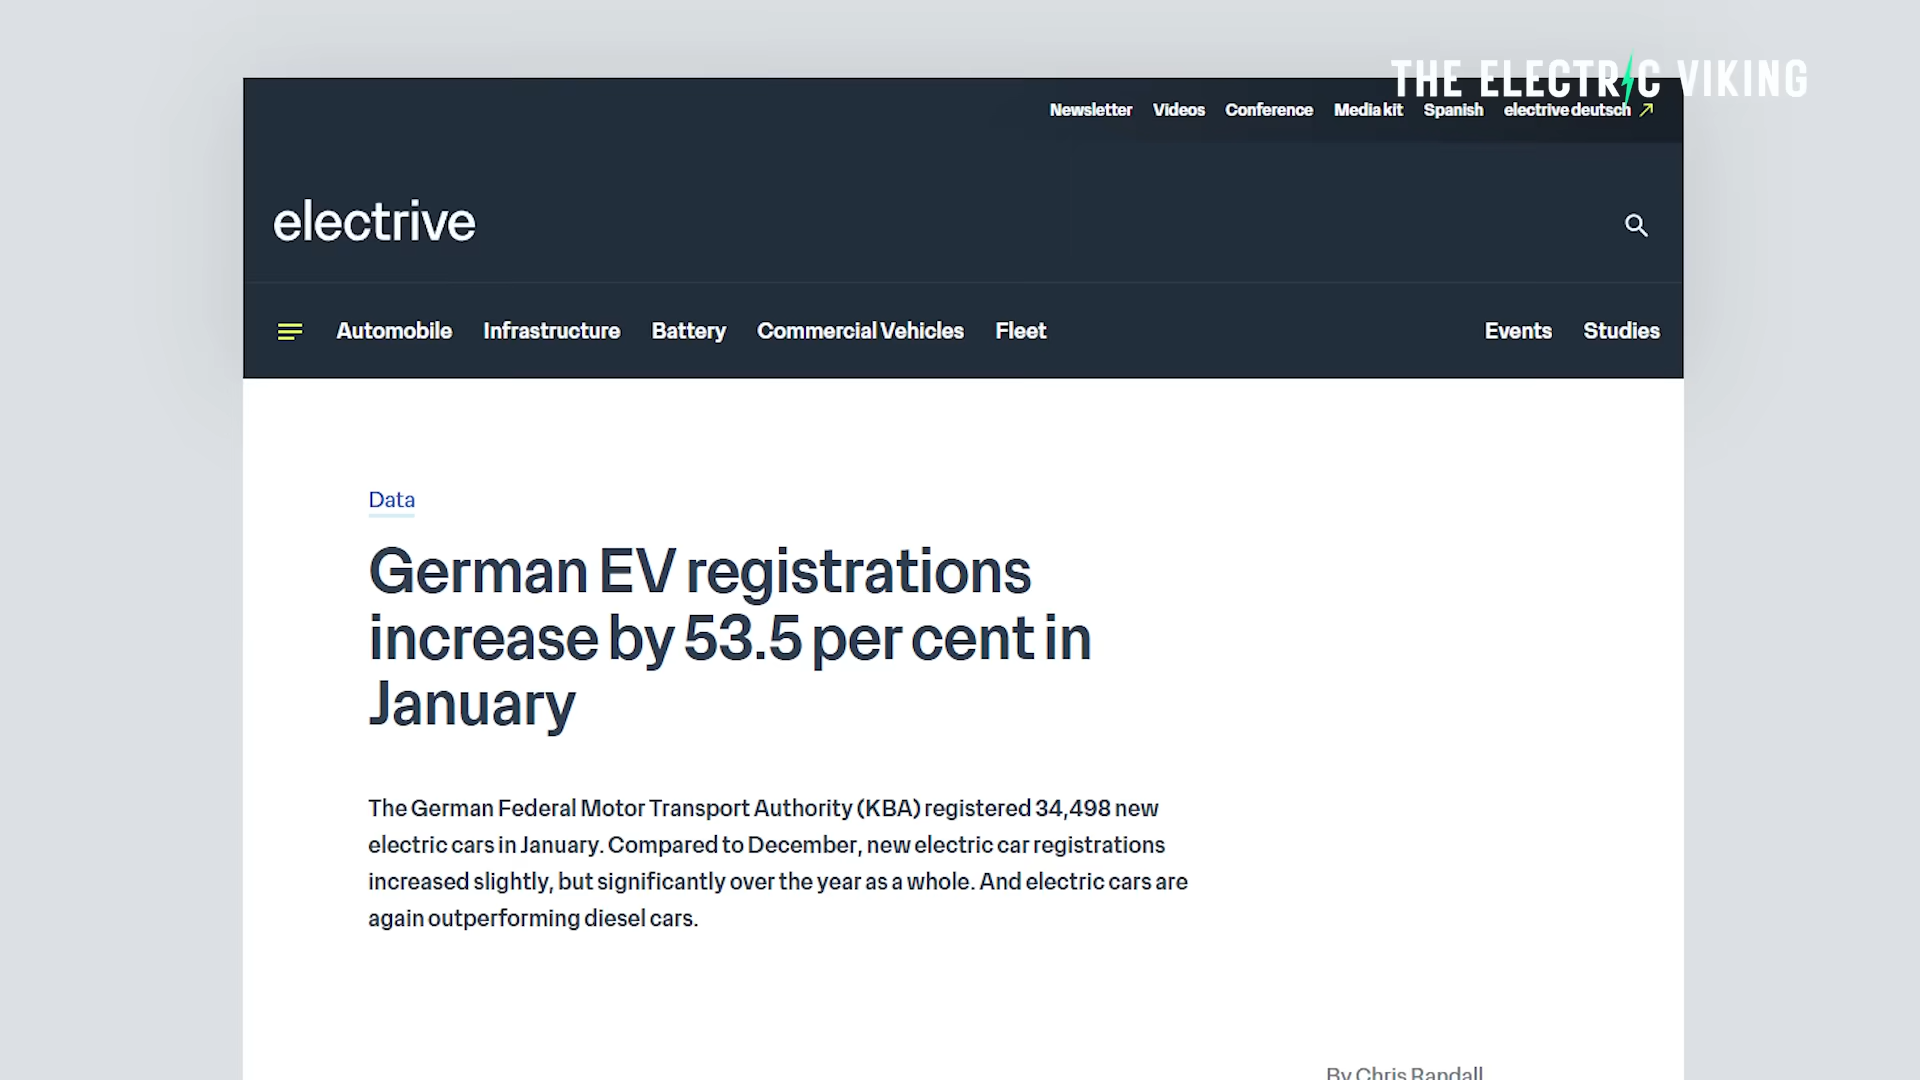 THE ELECTRIC VIKING
Newsletter Videos Conference Media kit Spanish electrive deutsch
electrive
Automobile Infrastructure Battery Commercial Vehicles Fleet Events Studies
Data
German EV registrations
increase by 53.5 per cent in
January
The German Federal Motor Transport Authority (KBA) registered 34,498 new
electric cars in January. Compared to December, new electric car registrations
increased slightly, but significantly over the year as a whole. And electric cars are
again outperforming diesel cars.
By Chris Randall